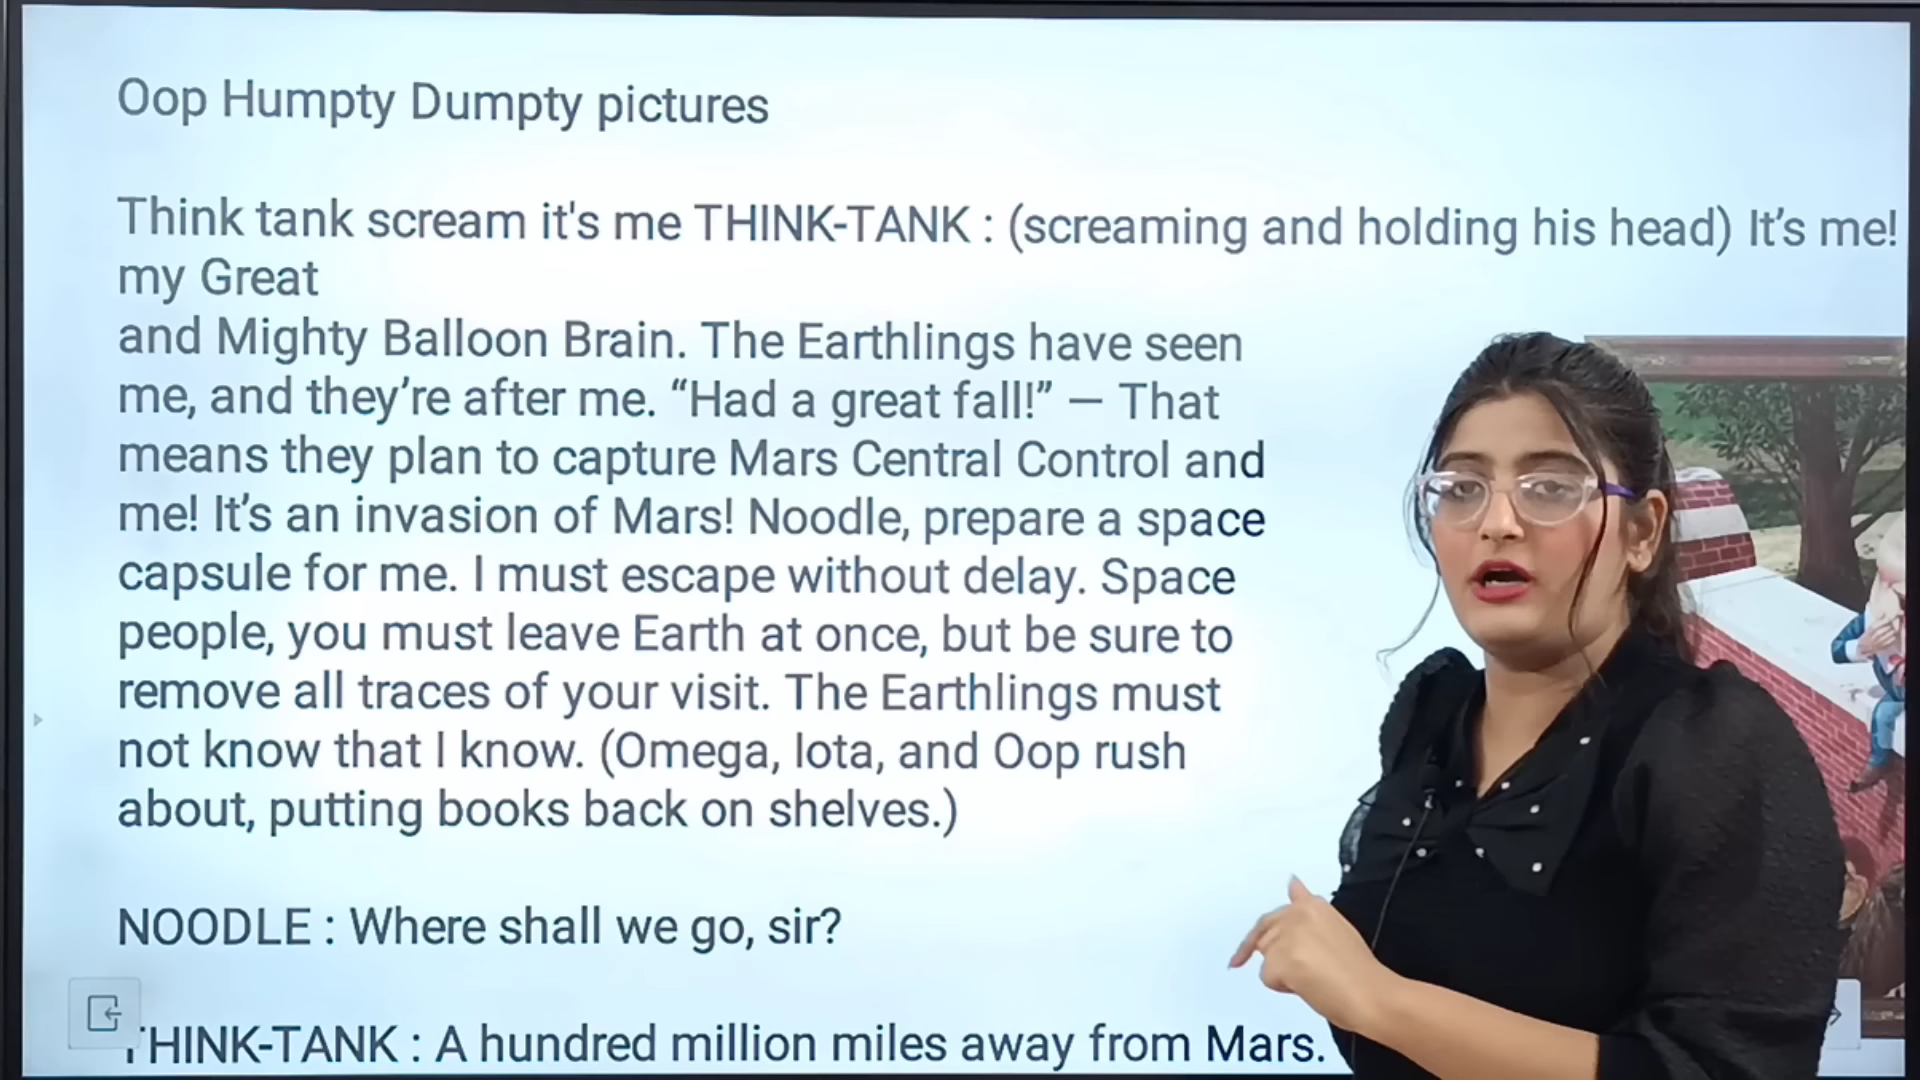 Oop Humpty Dumpty pictures
Think tank scream it's me THINK-TANK : (screaming and holding his head) It’s me!
my Great
and Mighty Balloon Brain. The Earthlings have seen
me, and they’re after me. “Had a great fall!” — That
means they plan to capture Mars Central Control and
me! It’s an invasion of Mars! Noodle, prepare a space
capsule for me. I must escape without delay. Space
people, you must leave Earth at once, but be sure to
remove all traces of your visit. The Earthlings must
not know that I know. (Omega, Iota, and Oop rush
about, putting books back on shelves.)
NOODLE : Where shall we go, sir?
THINK-TANK : A hundred million miles away from Mars.